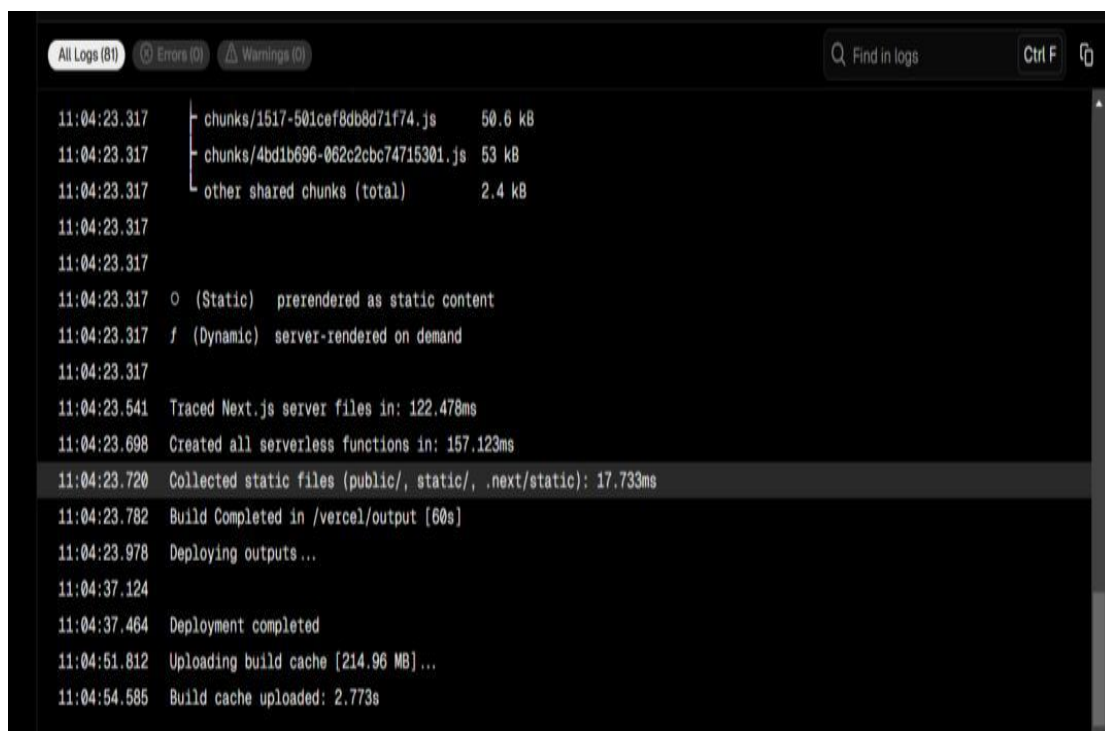 All Logs (81) Errors (0) Warnings (0) Find in logs Ctrl F
11:04:23.317 chunks/1517-501cef8db8d71f74.js 50.6 kB
11:04:23.317 chunks/4bd1b696-062c2cbc74715301.js 53 kB
11:04:23.317 other shared chunks (total) 2.4 kB
11:04:23.317
11:04:23.317
11:04:23.317 ○ (Static) prerendered as static content
11:04:23.317 ƒ (Dynamic) server-rendered on demand
11:04:23.317
11:04:23.541 Traced Next.js server files in: 122.478ms
11:04:23.698 Created all serverless functions in: 157.123ms
11:04:23.720 Collected static files (public/, static/, .next/static): 17.733ms
11:04:23.782 Build Completed in /vercel/output [60s]
11:04:23.978 Deploying outputs...
11:04:37.124
11:04:37.464 Deployment completed
11:04:51.812 Uploading build cache [214.96 MB]...
11:04:54.585 Build cache uploaded: 2.773s